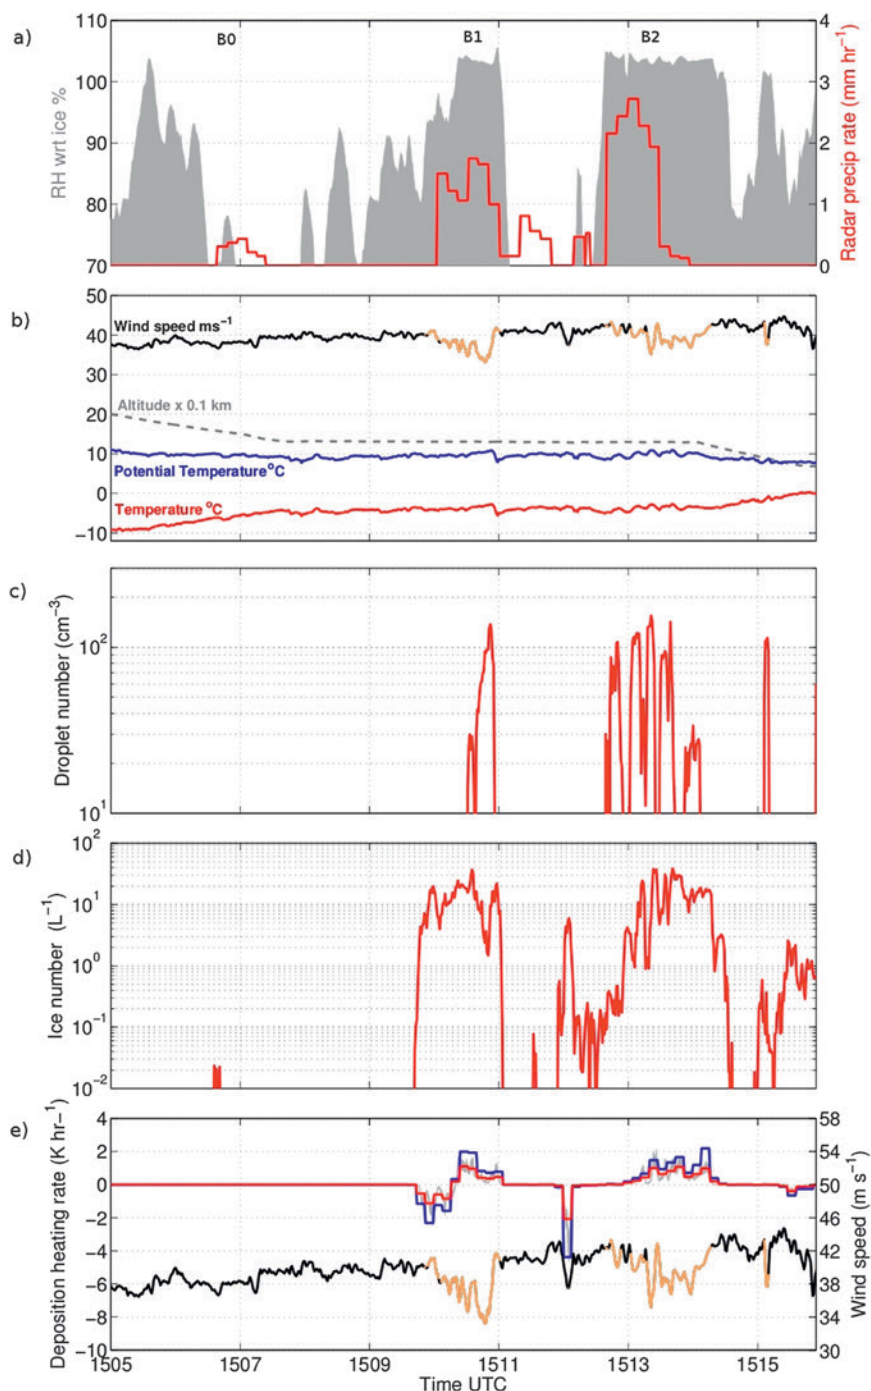 a)
110
100
90
80
70
RH wrt ice %
B0
B1
B2
4
3
2
1
0
Radar precip rate (mm hr−1)
b)
50
40
30
20
10
0
−10
Wind speed ms−1
Altitude x 0.1 km
Potential Temperature oC
Temperature oC
c)
102
101
Droplet number (cm−3)
d)
102
101
100
10−1
10−2
Ice number (L−1)
e)
4
2
0
−2
−4
−6
−8
−10
Deposition heating rate (K hr−1)
58
54
50
46
42
38
34
30
Wind speed (m s−1)
1505 1507 1509 1511 1513 1515
Time UTC